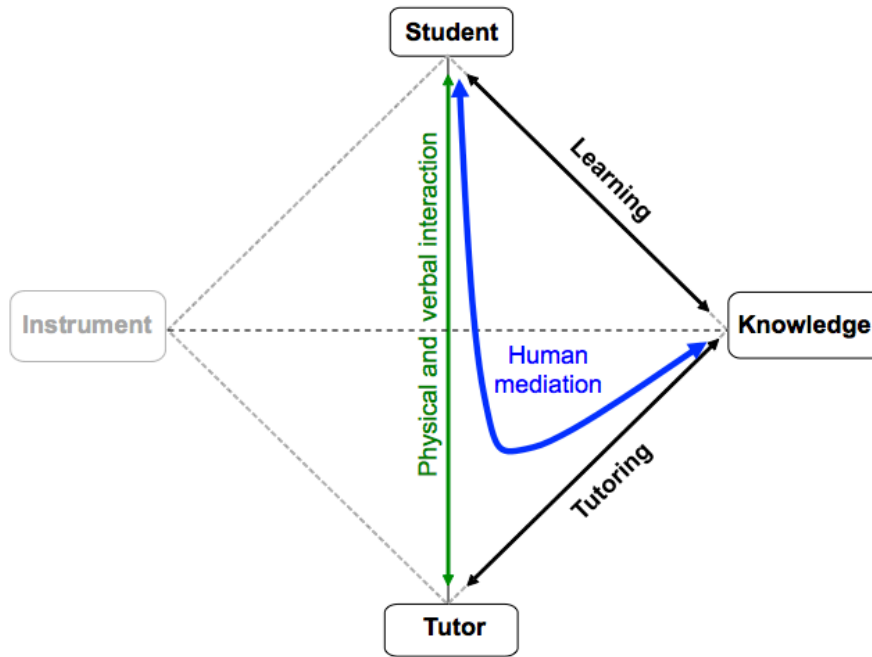 Student
Learning
Physical and verbal interaction
Instrument
Knowledge
Human
mediation
Tutoring
Tutor